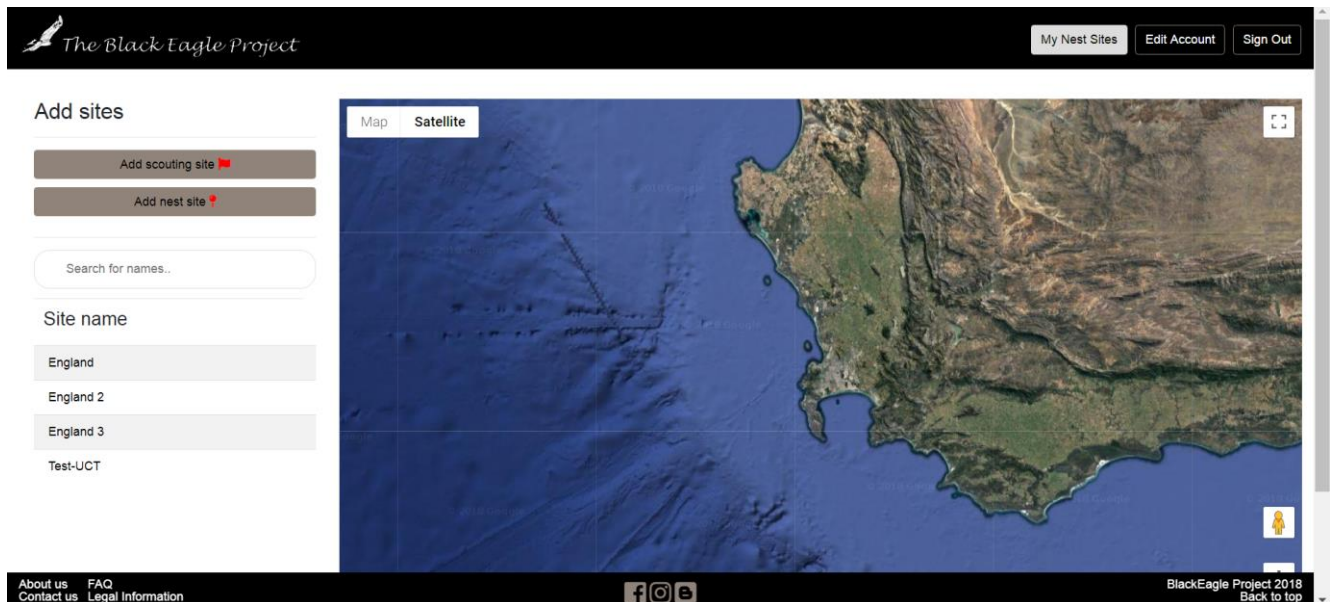 The Black Eagle Project
My Nest Sites
Edit Account
Sign Out
Add sites
Add scouting site
Add nest site
Search for names..
Site name
England
England 2
England 3
Test-UCT
Map
Satellite
About us FAQ
Contact us Legal Information
BlackEagle Project 2018
Back to top